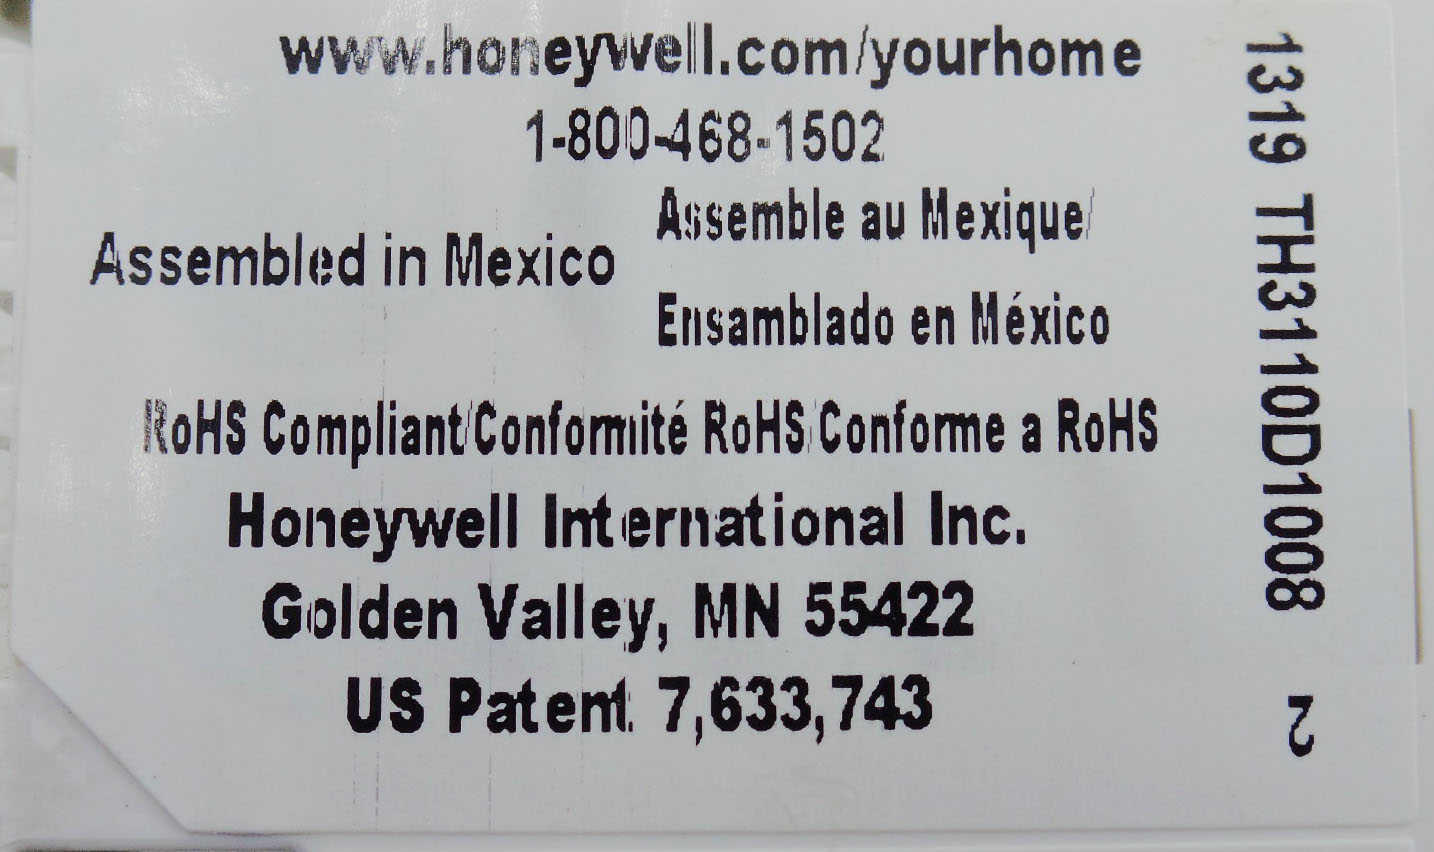 www.honeywell.com/yourhome
1-800-468-1502
Assembled in Mexico
Assemble au Mexique/
Ensamblado en México
RoHS Compliant/Conformité RoHS/Conforme a RoHS
Honeywell International Inc.
Golden Valley, MN 55422
US Patent 7,633,743
1319 TH3110D1008 2